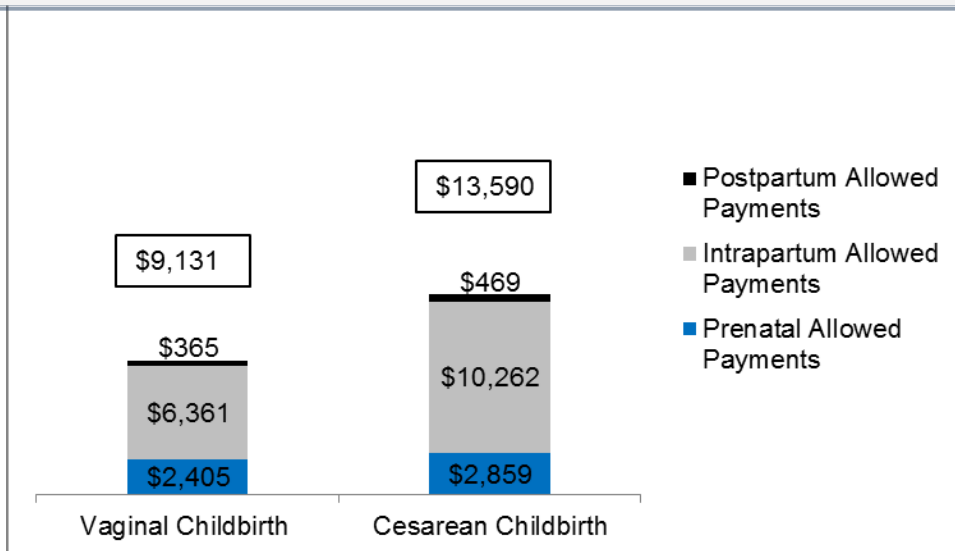 $13,590
$9,131
$469
$365
$10,262
$6,361
$2,859
$2,405
Vaginal Childbirth
Cesarean Childbirth
Postpartum Allowed
Payments
Intrapartum Allowed
Payments
Prenatal Allowed
Payments